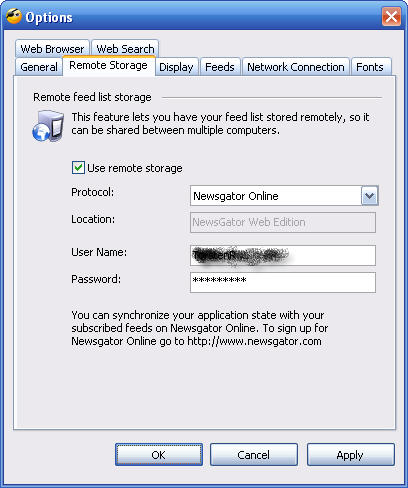 Options
Web Browser Web Search
General Remote Storage Display Feeds Network Connection Fonts
Remote feed list storage
This feature lets you have your feed list stored remotely, so it
can be shared between multiple computers.
Use remote storage
Protocol: Newsgator Online
Location: NewsGator Web Edition
User Name:
Password: *********
You can synchronize your application state with your
subscribed feeds on Newsgator Online. To sign up for
Newsgator Online go to http://www.newsgator.com
OK Cancel Apply